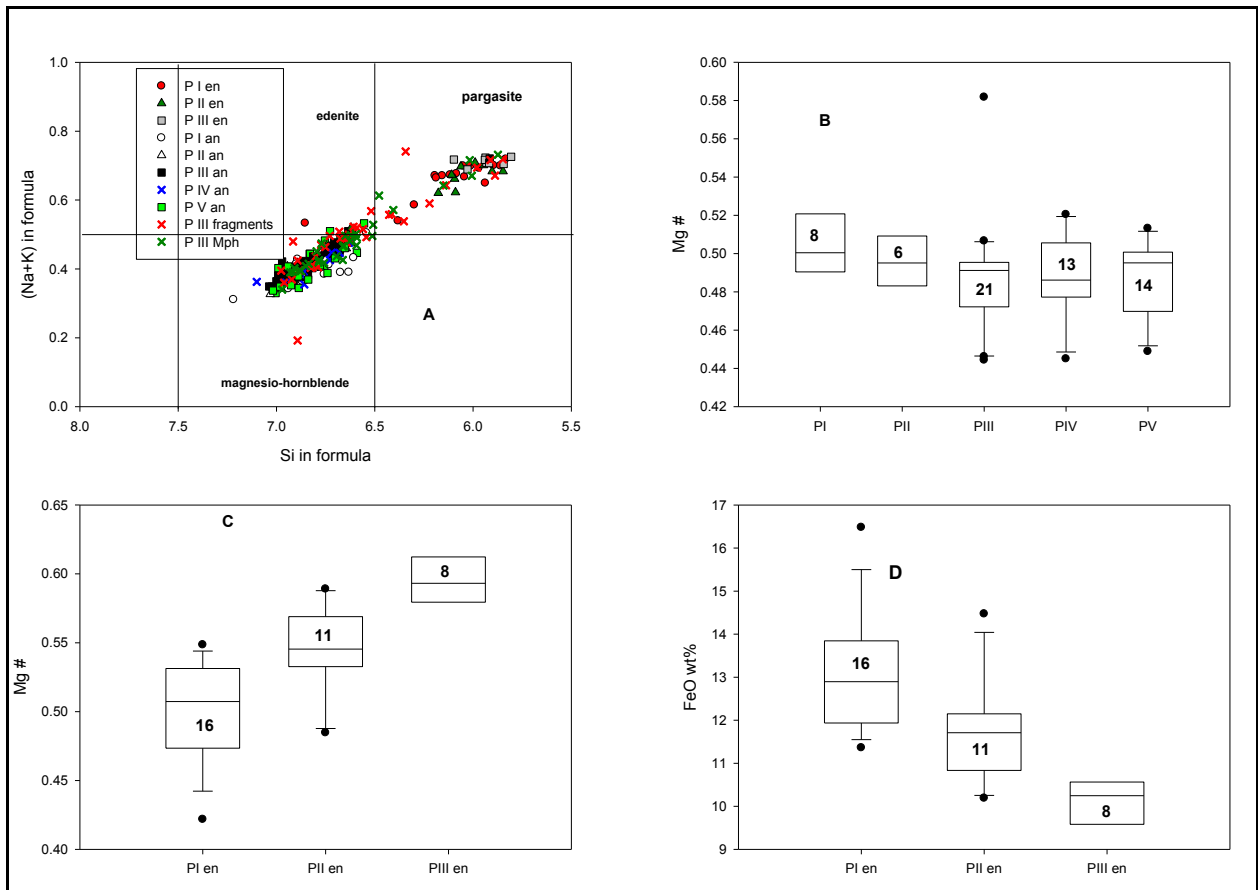 1.0
0.8
0.6
0.4
0.2
0.0
(Na+K) in formula
P I en
P II en
P III en
P I an
P II an
P III an
P IV an
P V an
P III fragments
P III Mph
edenite
pargasite
A
magnesio-hornblende
8.0 7.5 7.0 6.5 6.0 5.5
Si in formula
0.60
0.58
0.56
0.54
0.52
0.50
0.48
0.46
0.44
0.42
Mg #
B
8
6
21
13
14
PI PII PIII PIV PV
0.65
0.60
0.55
0.50
0.45
0.40
Mg #
C
16
11
8
PI en PII en PIII en
17
16
15
14
13
12
11
10
9
FeO wt%
D
16
11
8
PI en PII en PIII en